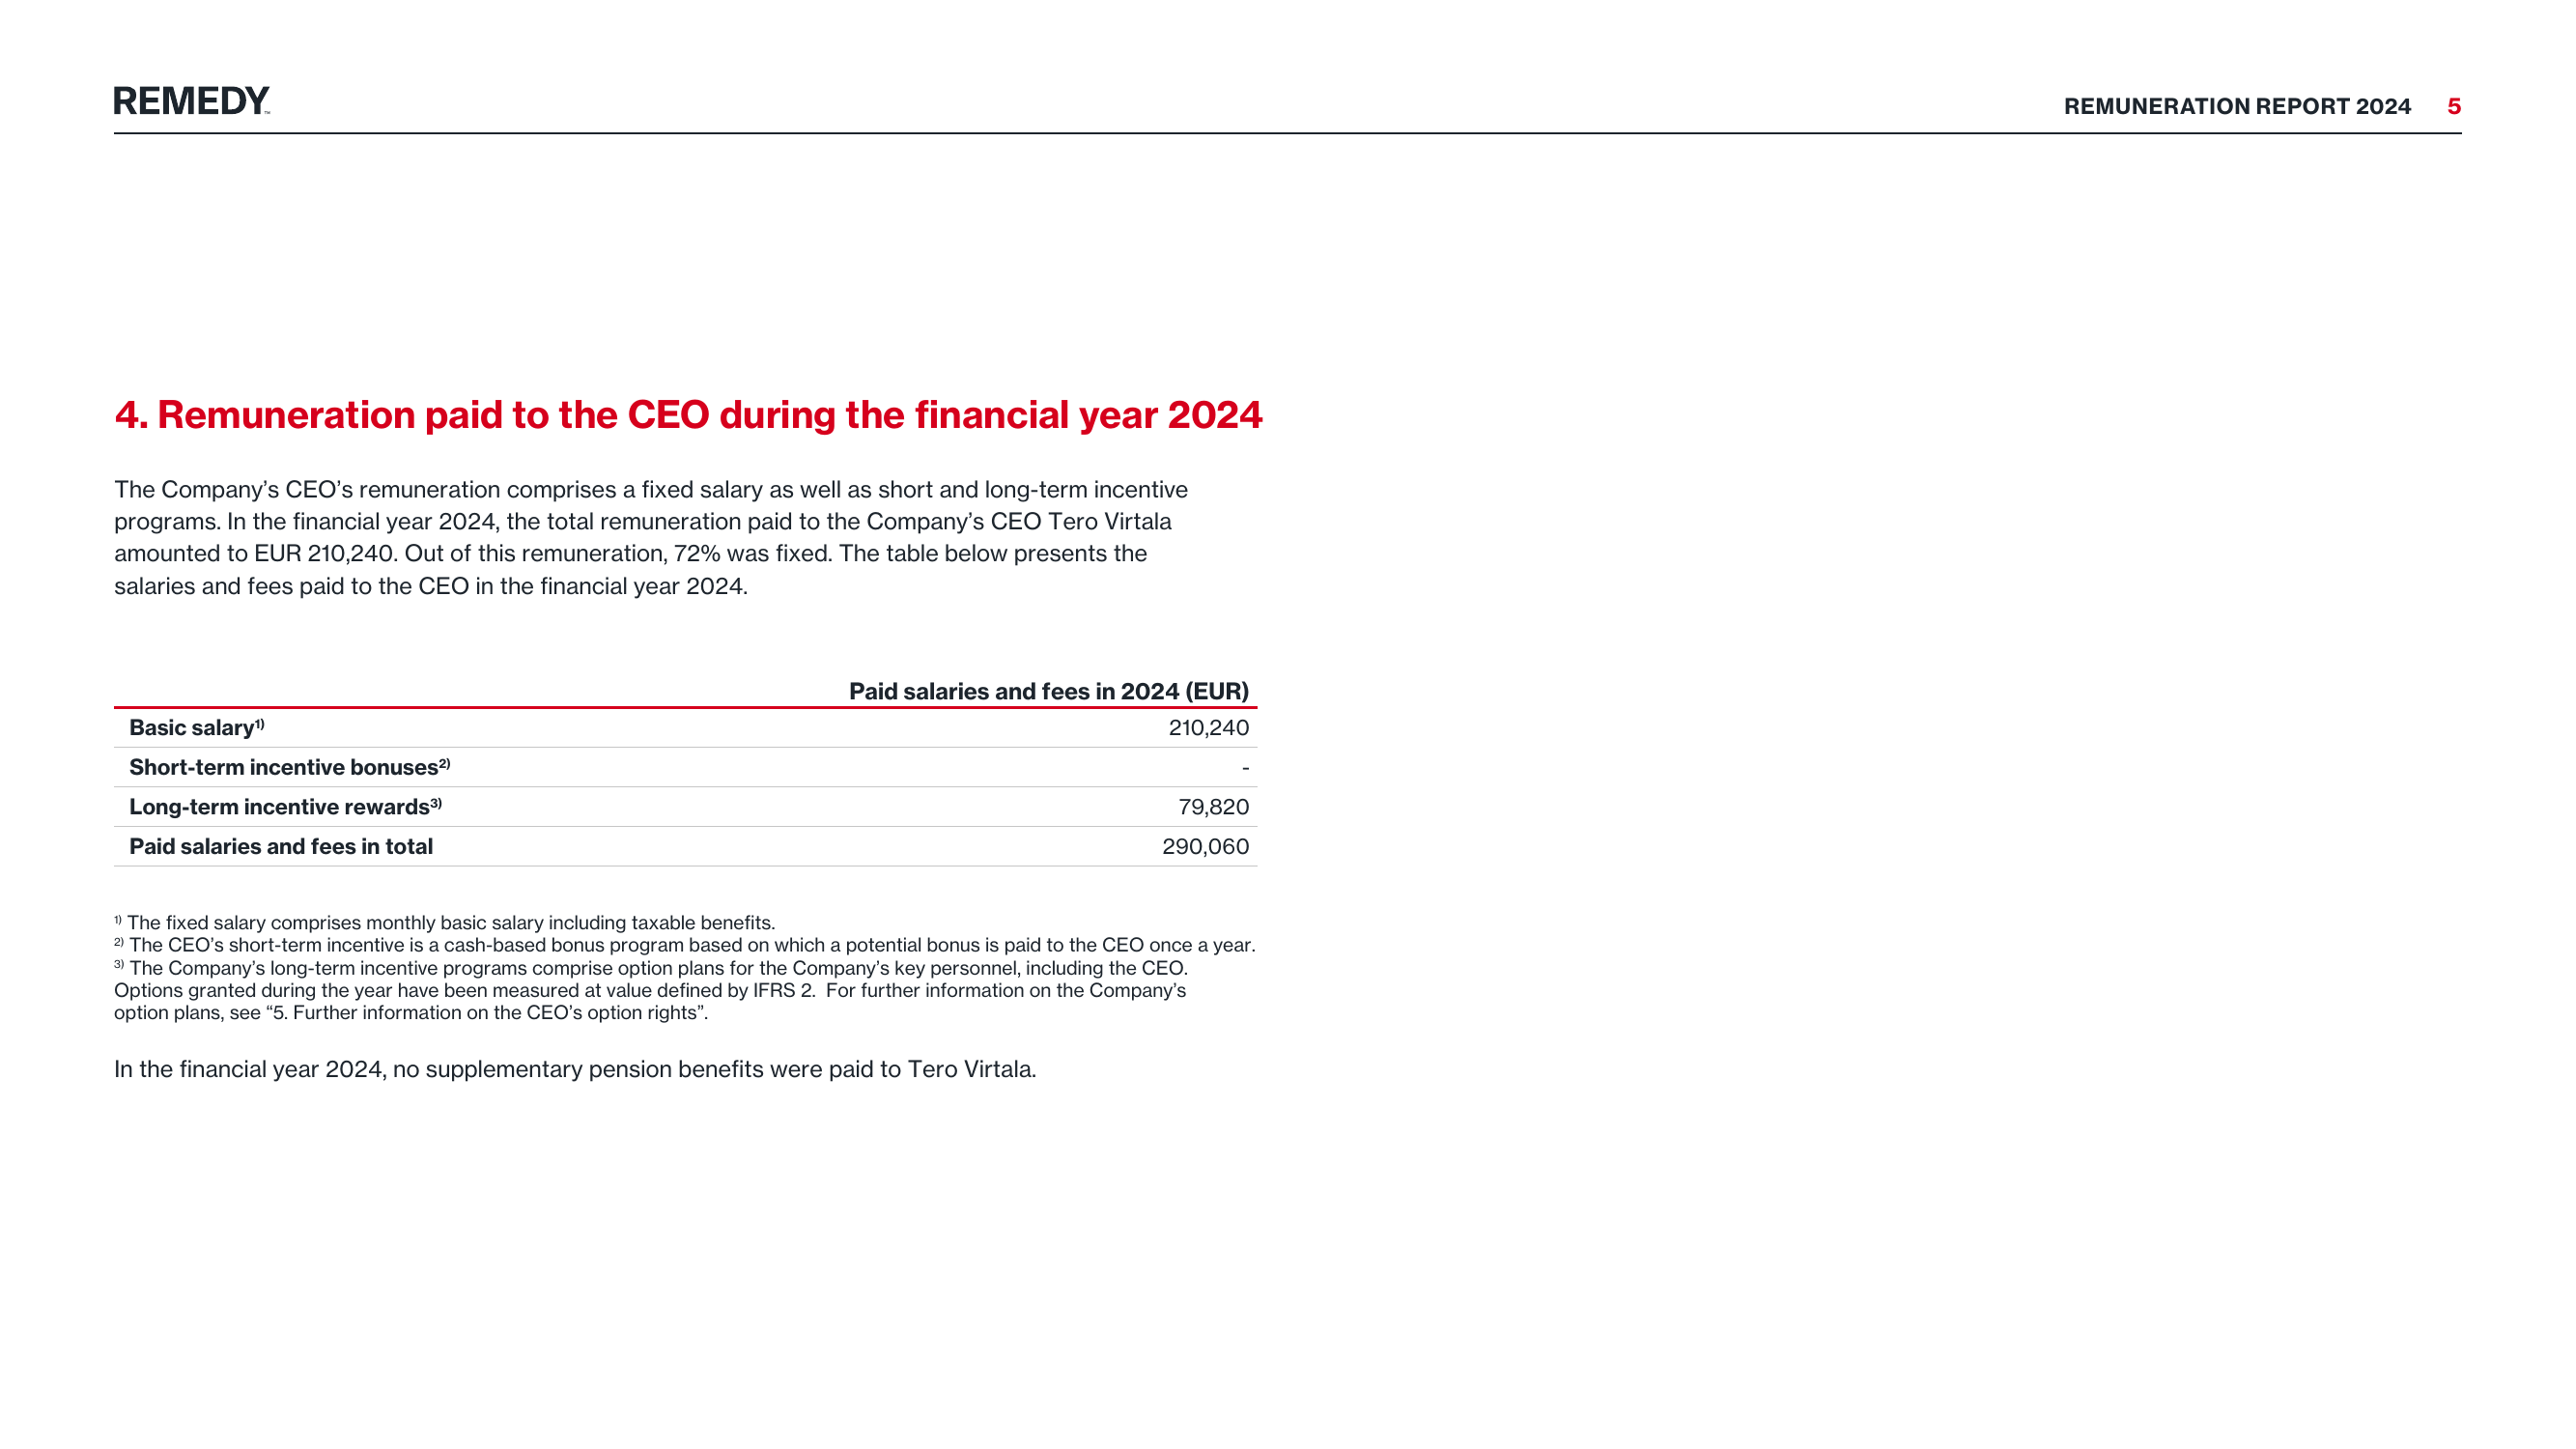 REMEDY™
REMUNERATION REPORT 2024 5
4. Remuneration paid to the CEO during the financial year 2024
The Company’s CEO’s remuneration comprises a fixed salary as well as short and long-term incentive
programs. In the financial year 2024, the total remuneration paid to the Company’s CEO Tero Virtala
amounted to EUR 210,240. Out of this remuneration, 72% was fixed. The table below presents the
salaries and fees paid to the CEO in the financial year 2024.
Paid salaries and fees in 2024 (EUR)
Basic salary¹⁾ 210,240
Short-term incentive bonuses²⁾ -
Long-term incentive rewards³⁾ 79,820
Paid salaries and fees in total 290,060
¹⁾ The fixed salary comprises monthly basic salary including taxable benefits.
²⁾ The CEO’s short-term incentive is a cash-based bonus program based on which a potential bonus is paid to the CEO once a year.
³⁾ The Company’s long-term incentive programs comprise option plans for the Company’s key personnel, including the CEO.
Options granted during the year have been measured at value defined by IFRS 2.  For further information on the Company’s
option plans, see “5. Further information on the CEO’s option rights”.
In the financial year 2024, no supplementary pension benefits were paid to Tero Virtala.